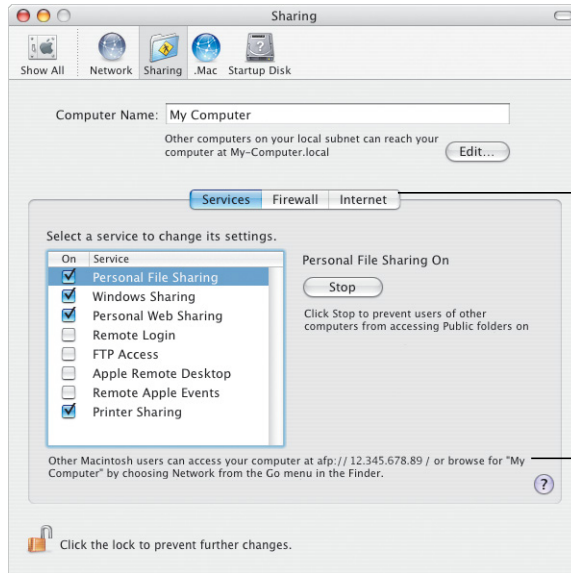 Sharing
Show All Network Sharing .Mac Startup Disk
Computer Name: My Computer
Other computers on your local subnet can reach your
computer at My-Computer.local
Edit...
Services Firewall Internet
Select a service to change its settings.
On Service
Personal File Sharing
Windows Sharing
Personal Web Sharing
Remote Login
FTP Access
Apple Remote Desktop
Remote Apple Events
Printer Sharing
Personal File Sharing On
Stop
Click Stop to prevent users of other
computers from accessing Public folders on
Other Macintosh users can access your computer at afp:// 12.345.678.89 / or browse for "My
Computer" by choosing Network from the Go menu in the Finder.
?
Click the lock to prevent further changes.